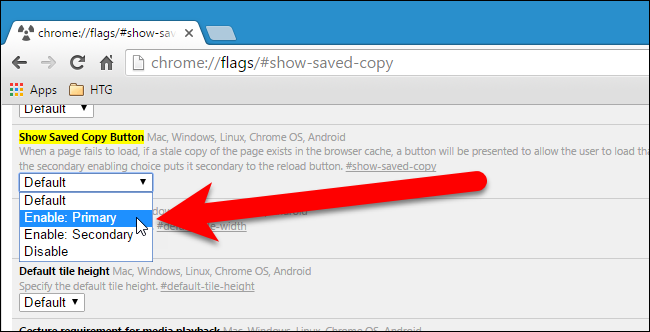 chrome://flags/#show-sav
chrome://flags/#show-saved-copy
Apps HTG
Default
Show Saved Copy Button Mac, Windows, Linux, Chrome OS, Android
When a page fails to load, if a stale copy of the page exists in the browser cache, a button will be presented to allow the user to load tha
the secondary enabling choice puts it secondary to the reload button. #show-saved-copy
Default
Default
Enable: Primary
Enable: Secondary
Disable
Default tile height Mac, Windows, Linux, Chrome OS, Android
Specify the default tile height. #default-tile-height
Default
Gesture requirement for media playback Mac, Windows, Linux, Chrome OS, Android